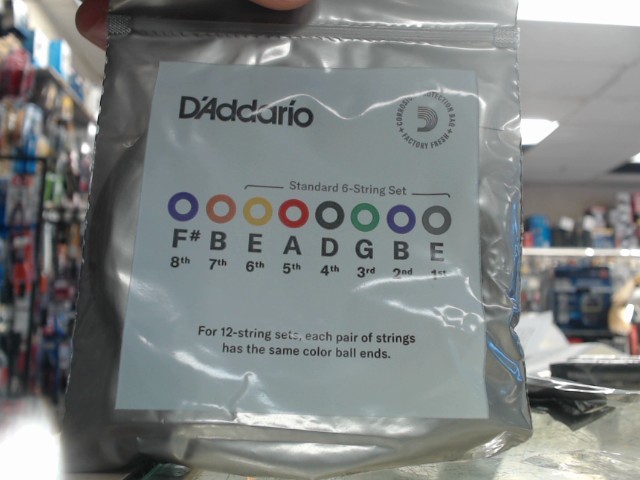 D'Addario
CORROSION PROTECTION BAG
FACTORY FRESH
Standard 6-String Set
F# B E A D G B E
8th 7th 6th 5th 4th 3rd 2nd 1st
For 12-string sets, each pair of strings
has the same color ball ends.